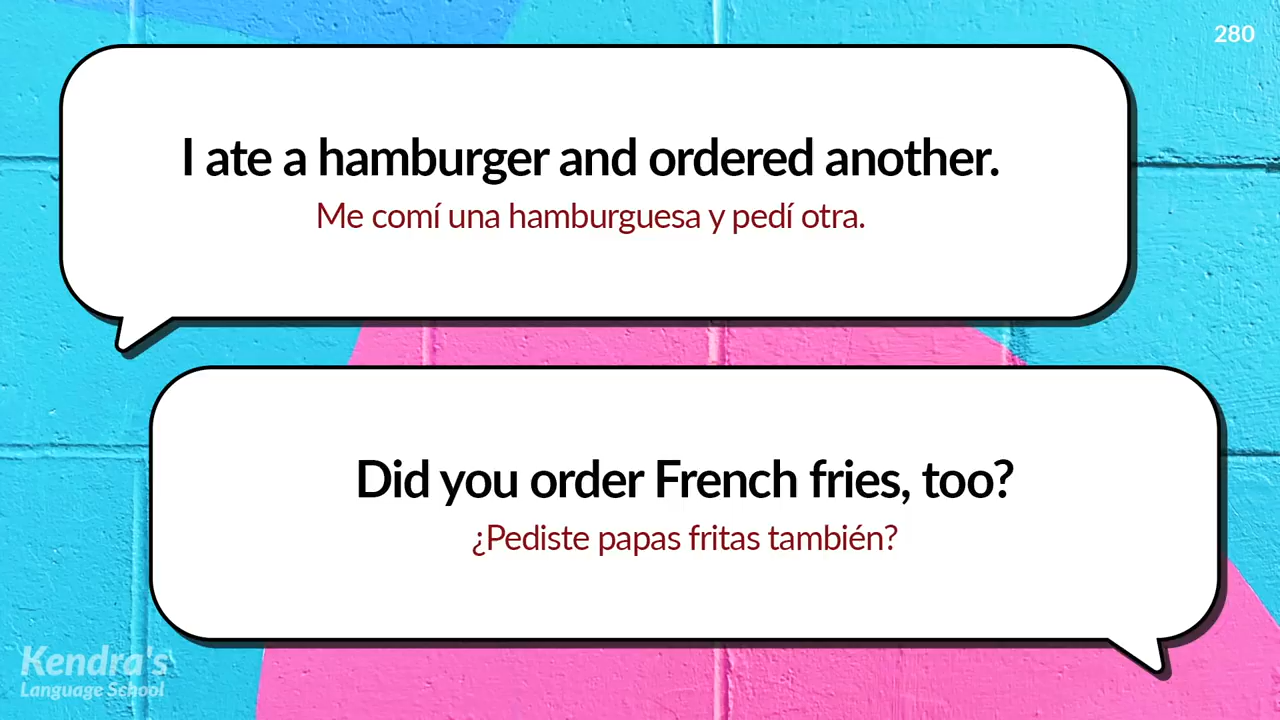 280
I ate a hamburger and ordered another.
Me comí una hamburguesa y pedí otra.
Did you order French fries, too?
¿Pediste papas fritas también?
Kendra's
Language School